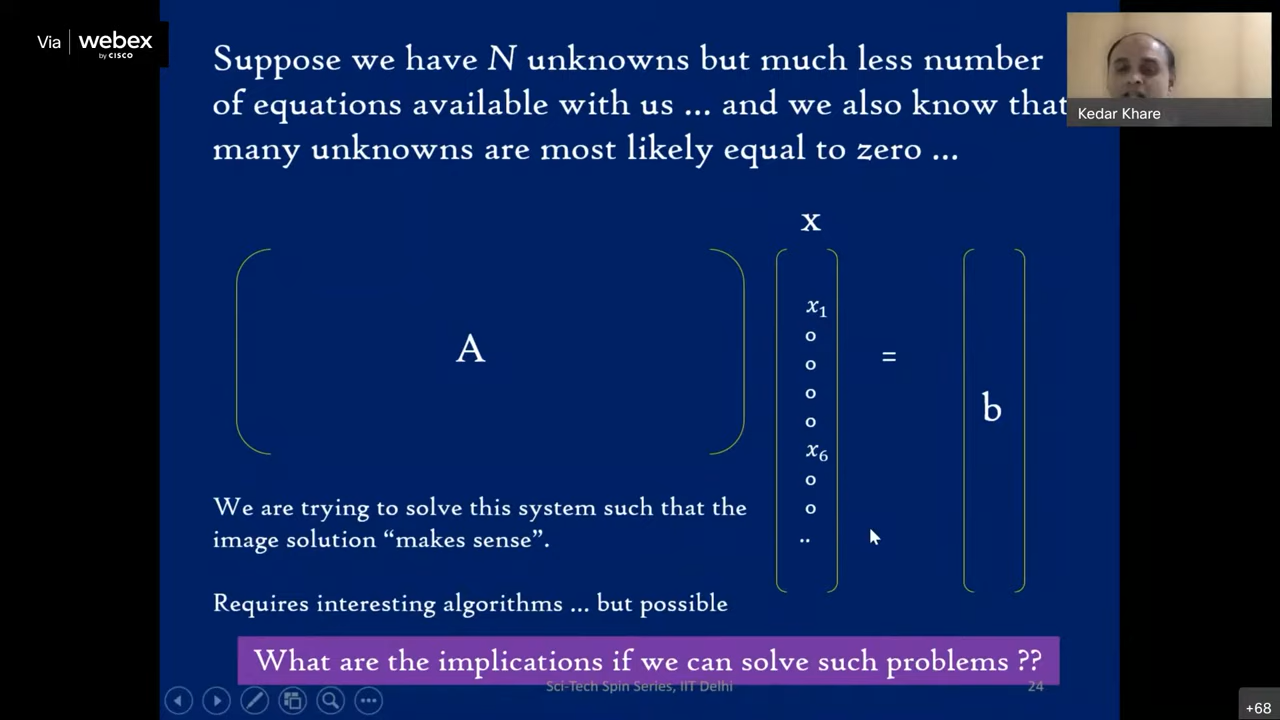 Via webex
by CISCO
Suppose we have N unknowns but much less number
of equations available with us ... and we also know that
many unknowns are most likely equal to zero ...
Kedar Khare
x
A
x₁
o
o
o
o
x₆
o
o
..
=
b
We are trying to solve this system such that the
image solution “makes sense”.
Requires interesting algorithms ... but possible
What are the implications if we can solve such problems ??
Sci-Tech Spin Series, IIT Delhi
24
+68